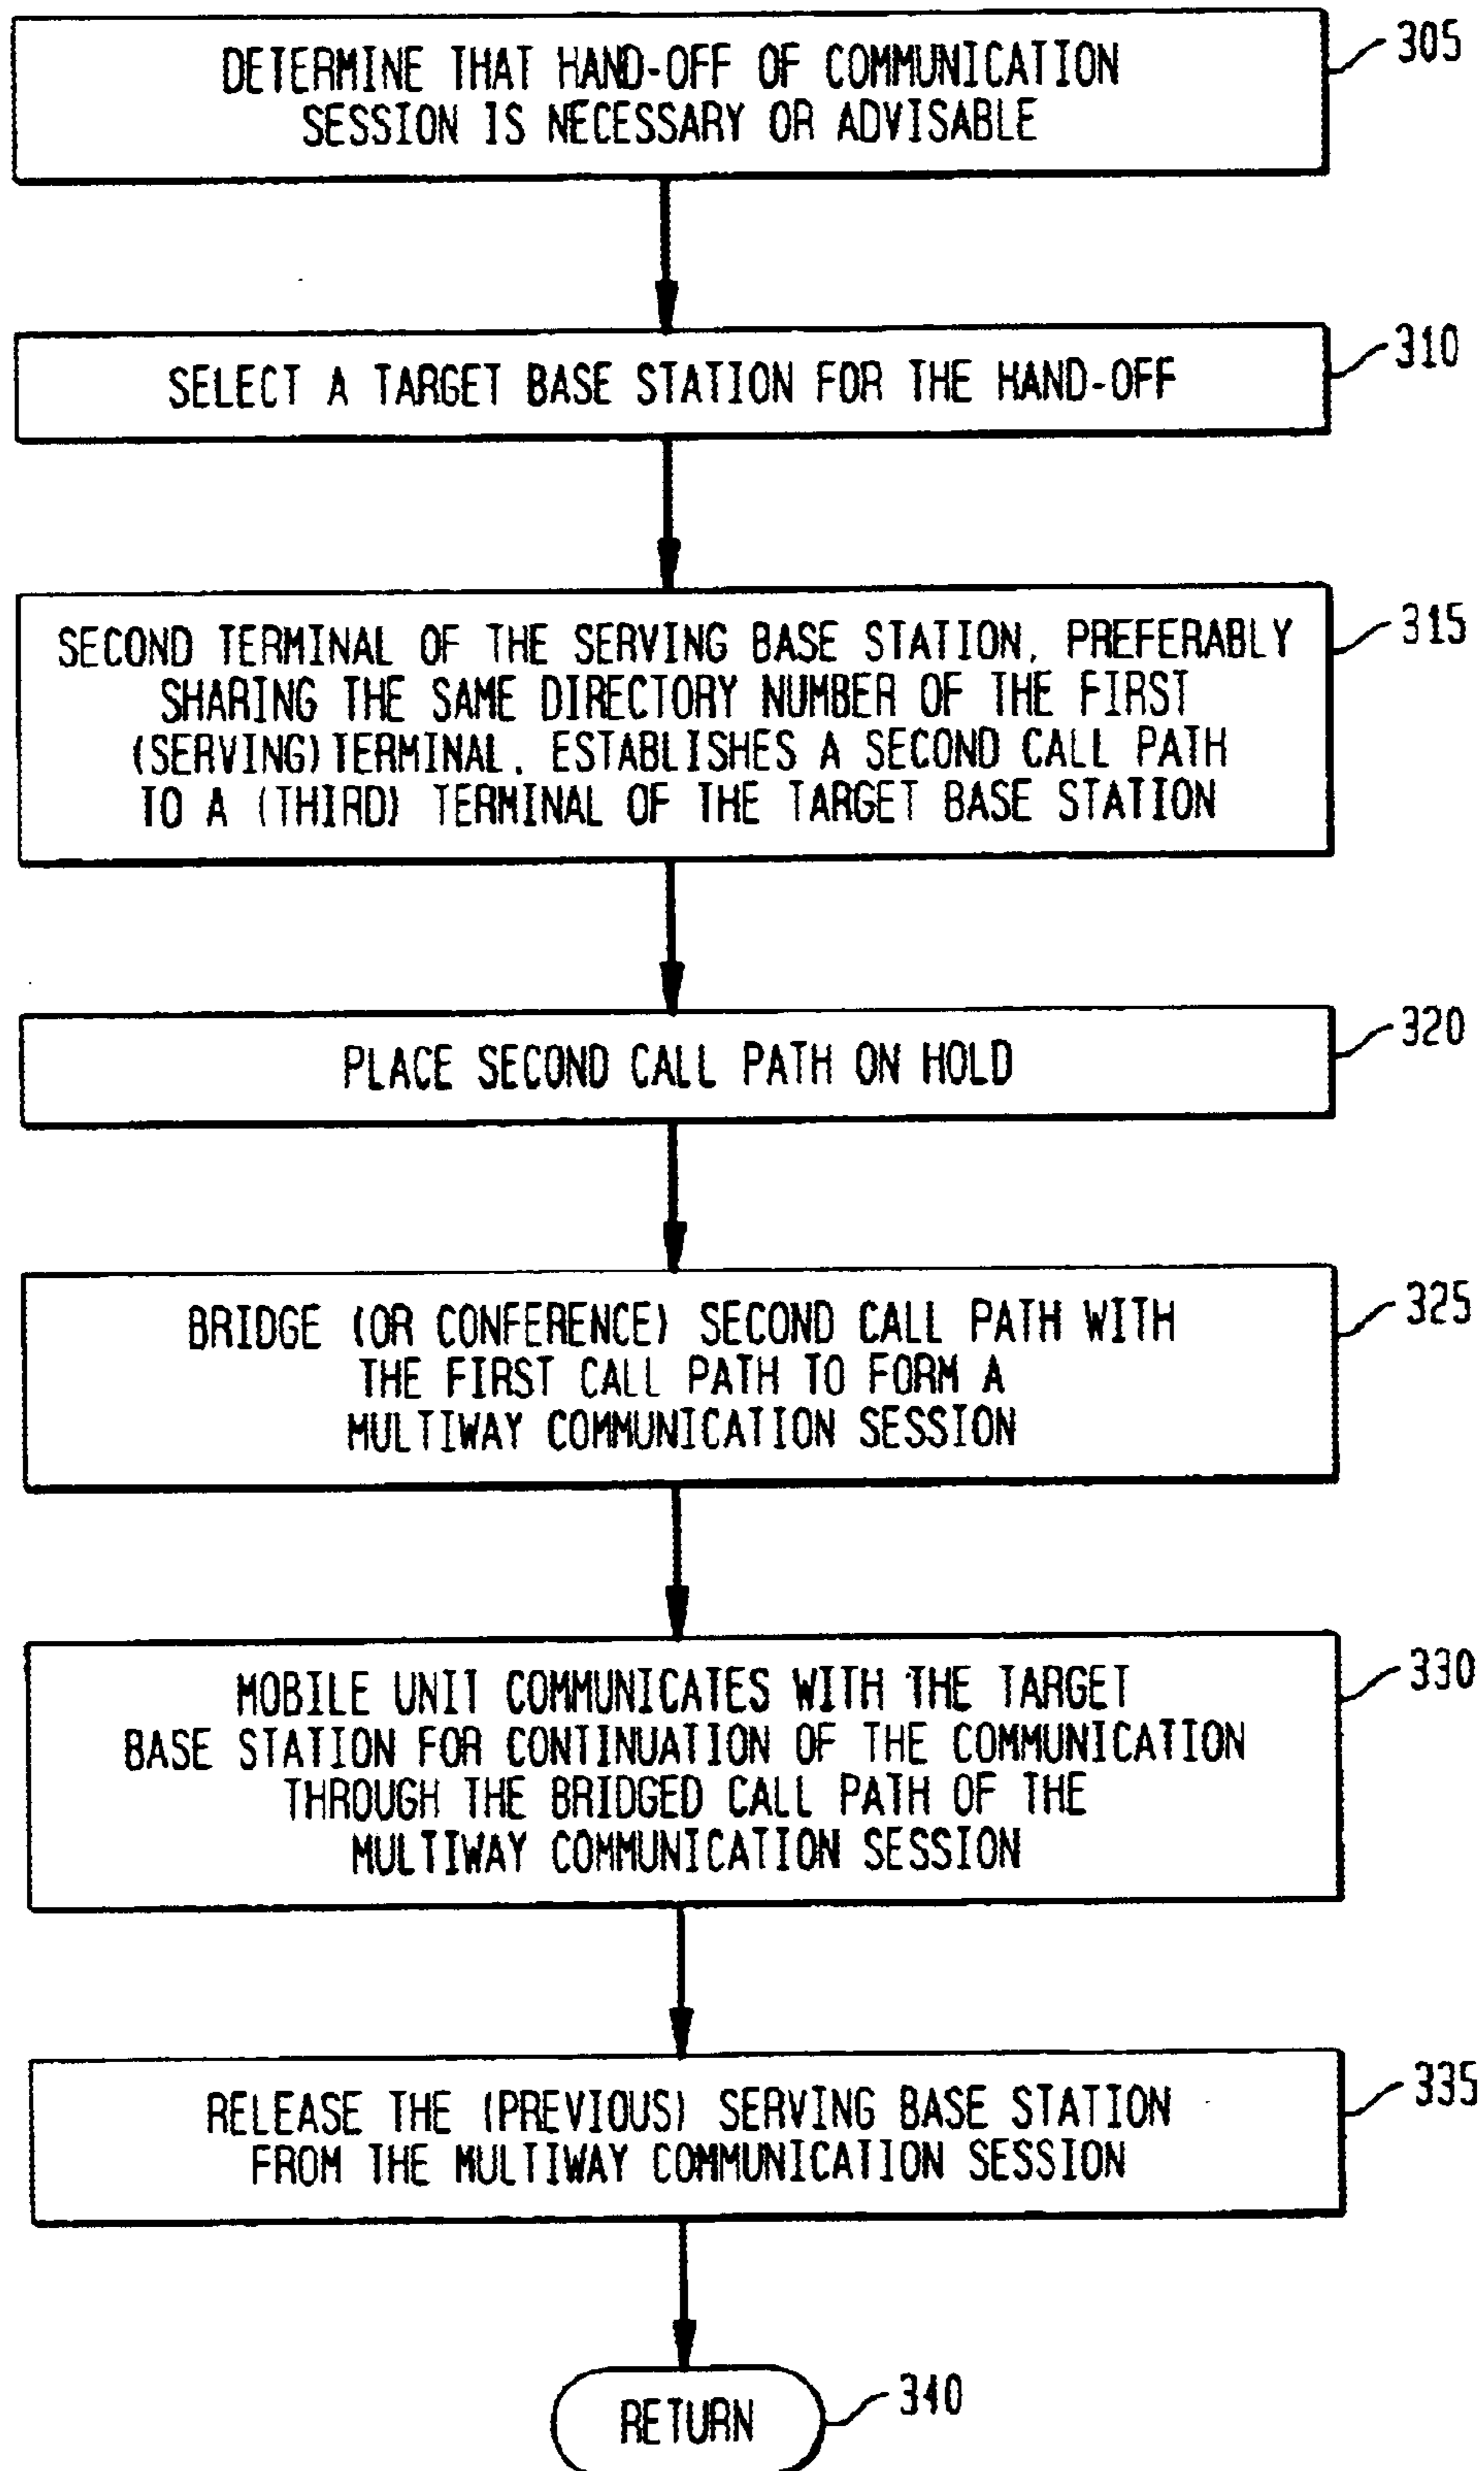 DETERMINE THAT HAND-OFF OF COMMUNICATION
SESSION IS NECESSARY OR ADVISABLE
305
SELECT A TARGET BASE STATION FOR THE HAND-OFF
310
SECOND TERMINAL OF THE SERVING BASE STATION, PREFERABLY
SHARING THE SAME DIRECTORY NUMBER OF THE FIRST
(SERVING) TERMINAL, ESTABLISHES A SECOND CALL PATH
TO A (THIRD) TERMINAL OF THE TARGET BASE STATION
315
PLACE SECOND CALL PATH ON HOLD
320
BRIDGE (OR CONFERENCE) SECOND CALL PATH WITH
THE FIRST CALL PATH TO FORM A
MULTIWAY COMMUNICATION SESSION
325
MOBILE UNIT COMMUNICATES WITH THE TARGET
BASE STATION FOR CONTINUATION OF THE COMMUNICATION
THROUGH THE BRIDGED CALL PATH OF THE
MULTIWAY COMMUNICATION SESSION
330
RELEASE THE (PREVIOUS) SERVING BASE STATION
FROM THE MULTIWAY COMMUNICATION SESSION
335
RETURN
340